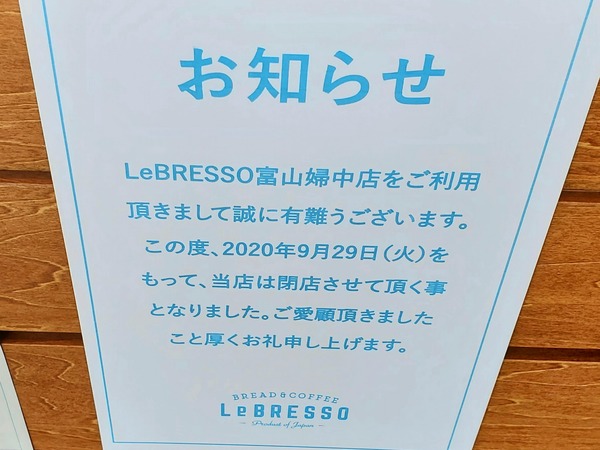 お知らせ
LeBRESSO富山婦中店をご利用
頂きまして誠に有難うございます。
この度、2020年9月29日(火)を
もって、当店は閉店させて頂く事
となりました。ご愛顧頂きました
こと厚くお礼申し上げます。
BREAD&COFFEE
LeBRESSO
Product of Japan